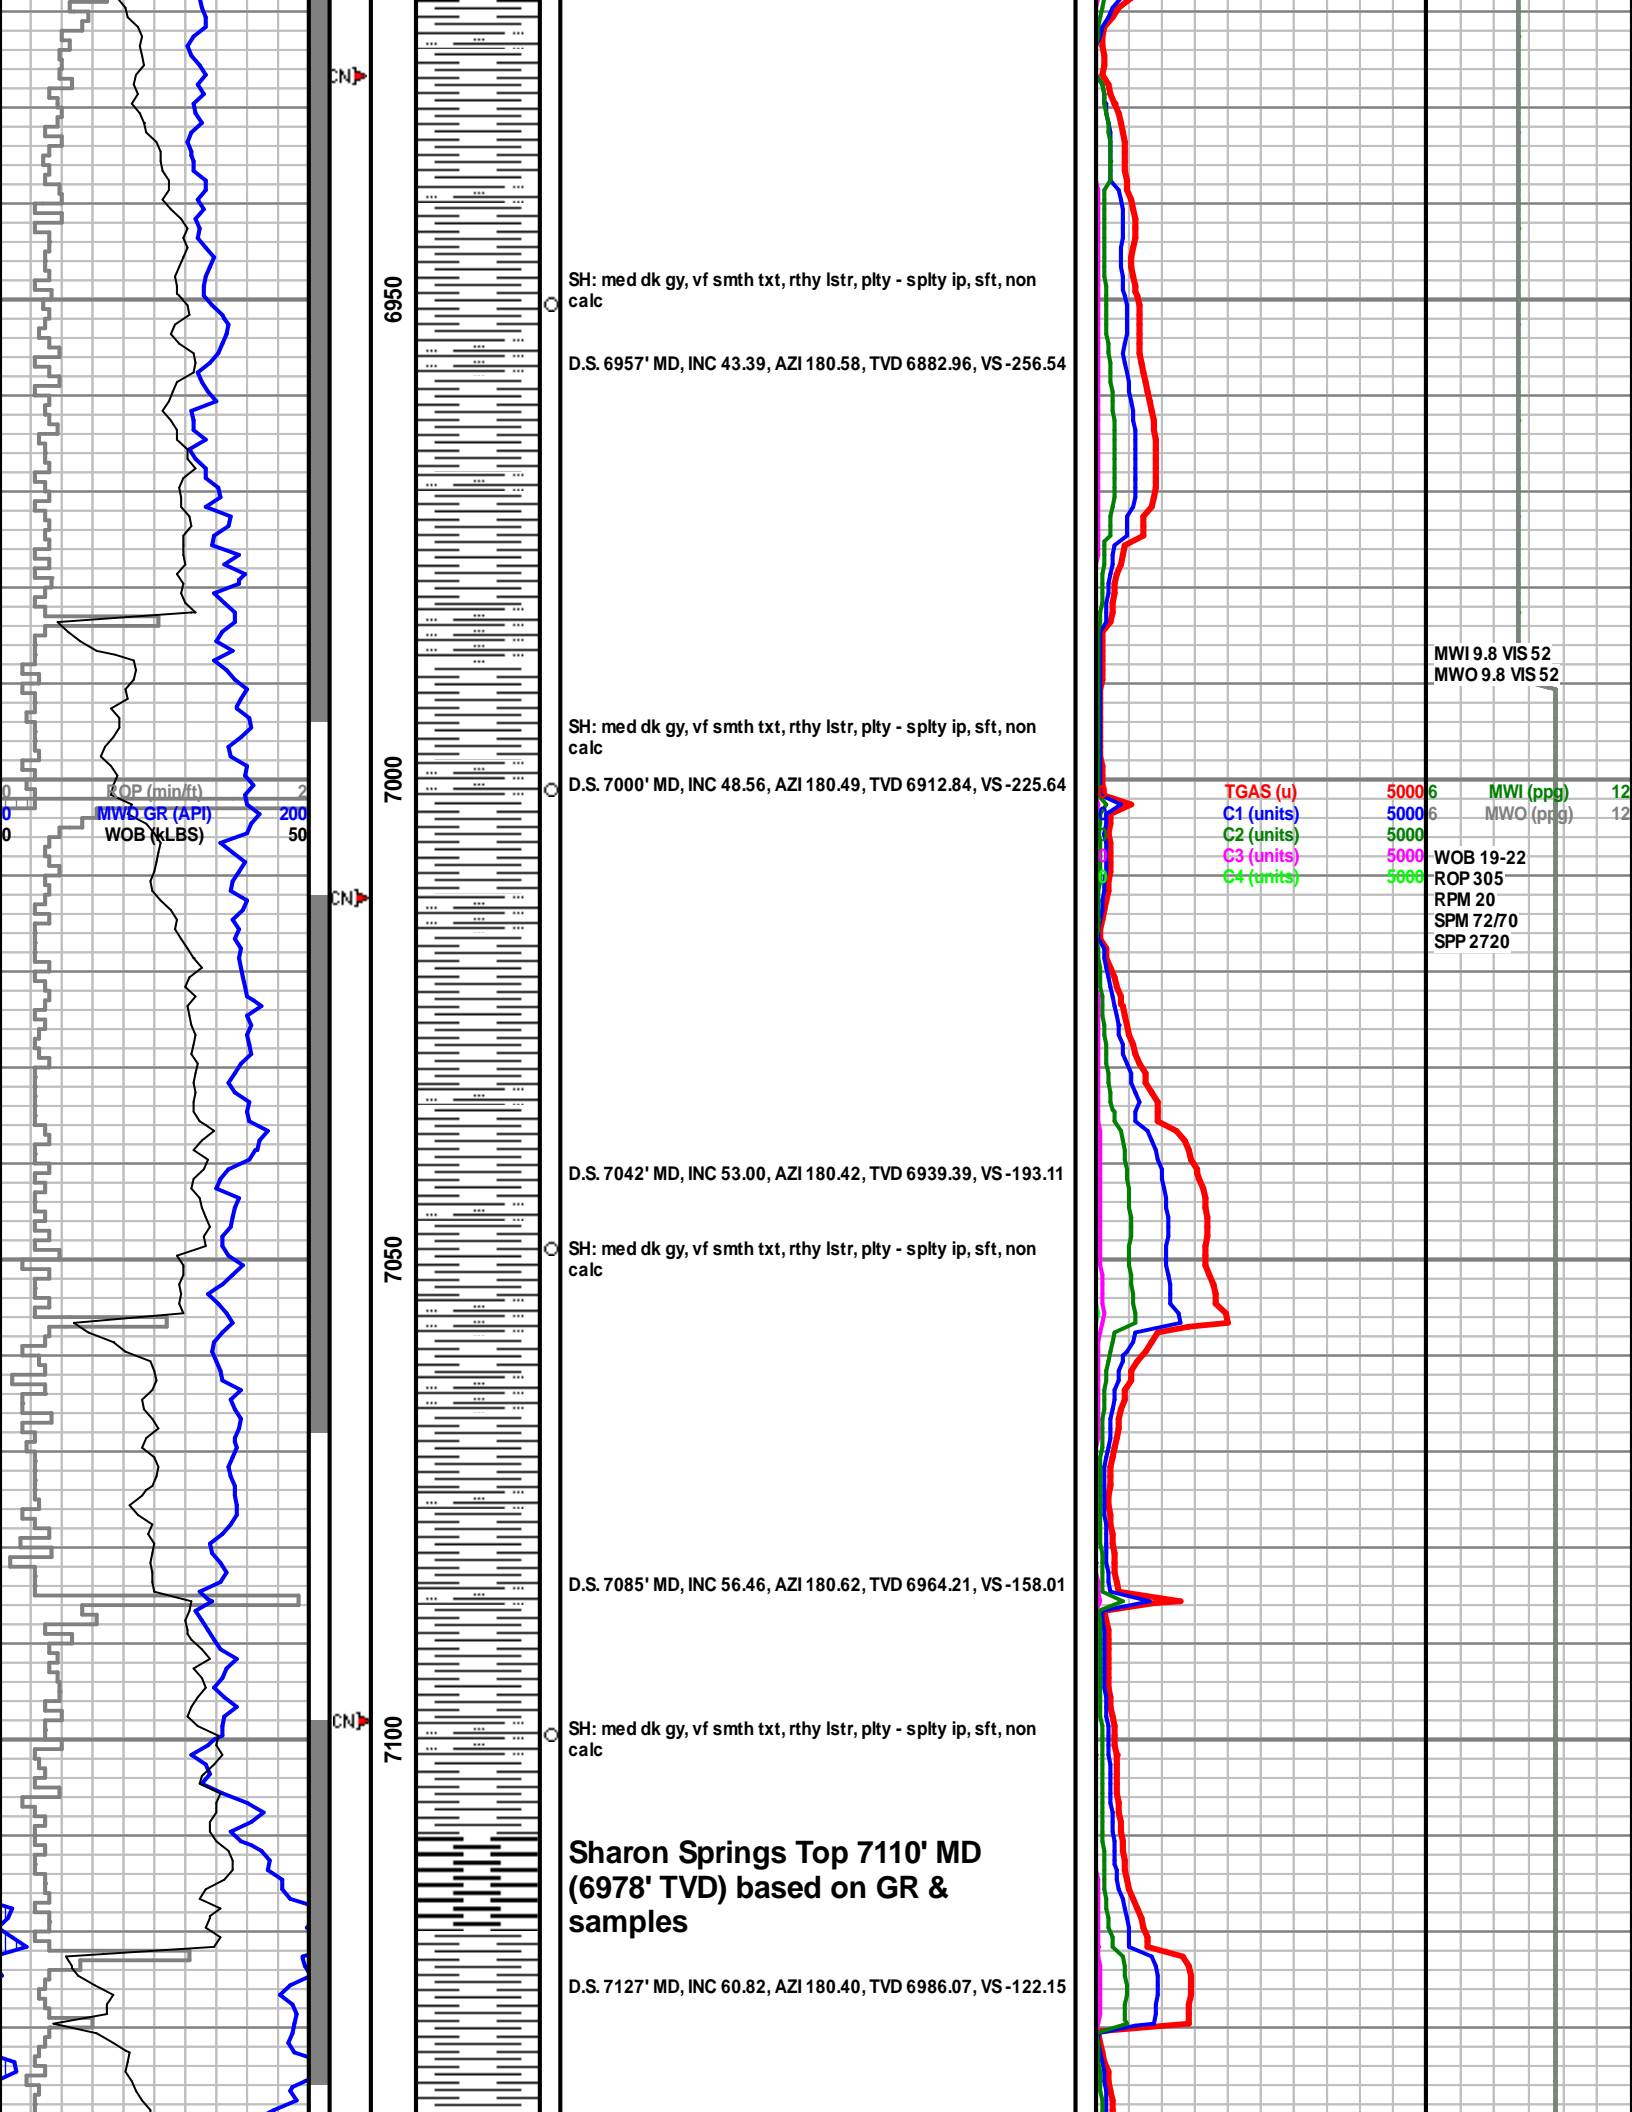 CN]
6950
SH: med dk gy, vf smth txt, rthy lstr, plty - splty ip, sft, non
calc
D.S. 6957' MD, INC 43.39, AZI 180.58, TVD 6882.96, VS -256.54
MWI 9.8 VIS 52
MWO 9.8 VIS 52
SH: med dk gy, vf smth txt, rthy lstr, plty - splty ip, sft, non
calc
7000
D.S. 7000' MD, INC 48.56, AZI 180.49, TVD 6912.84, VS -225.64
0 ROP (min/ft) 2
0 MWD GR (API) 200
0 WOB (kLBS) 50
TGAS (u) 5000
0 C1 (units) 5000
C2 (units) 5000
0 C3 (units) 5000
0 C4 (units) 5000
6 MWI (ppg) 12
6 MWO (ppg) 12
WOB 19-22
ROP 305
RPM 20
SPM 72/70
SPP 2720
CN]
D.S. 7042' MD, INC 53.00, AZI 180.42, TVD 6939.39, VS -193.11
7050
SH: med dk gy, vf smth txt, rthy lstr, plty - splty ip, sft, non
calc
D.S. 7085' MD, INC 56.46, AZI 180.62, TVD 6964.21, VS -158.01
CN]
7100
SH: med dk gy, vf smth txt, rthy lstr, plty - splty ip, sft, non
calc
Sharon Springs Top 7110' MD
(6978' TVD) based on GR &
samples
D.S. 7127' MD, INC 60.82, AZI 180.40, TVD 6986.07, VS -122.15